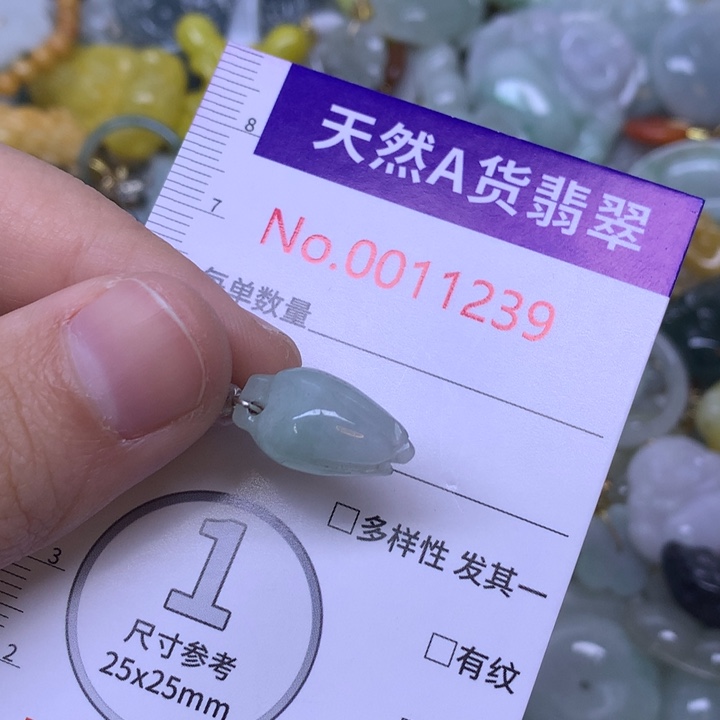 天然A货翡翠
8
No.0011239
7
每单数量
□多样性 发其一
1
3
尺寸参考
□有纹
25x25mm
2